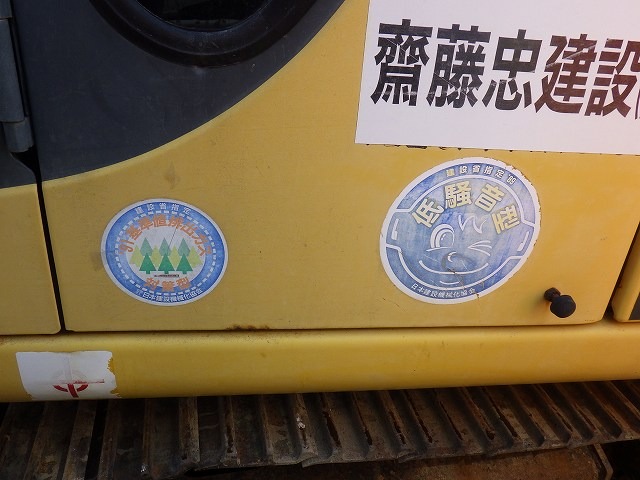 齋藤忠建設
建設省指定
排出ガス
対策型
日本建設機械化協会
建設省指定'96
低騒音型
日本建設機械化協会